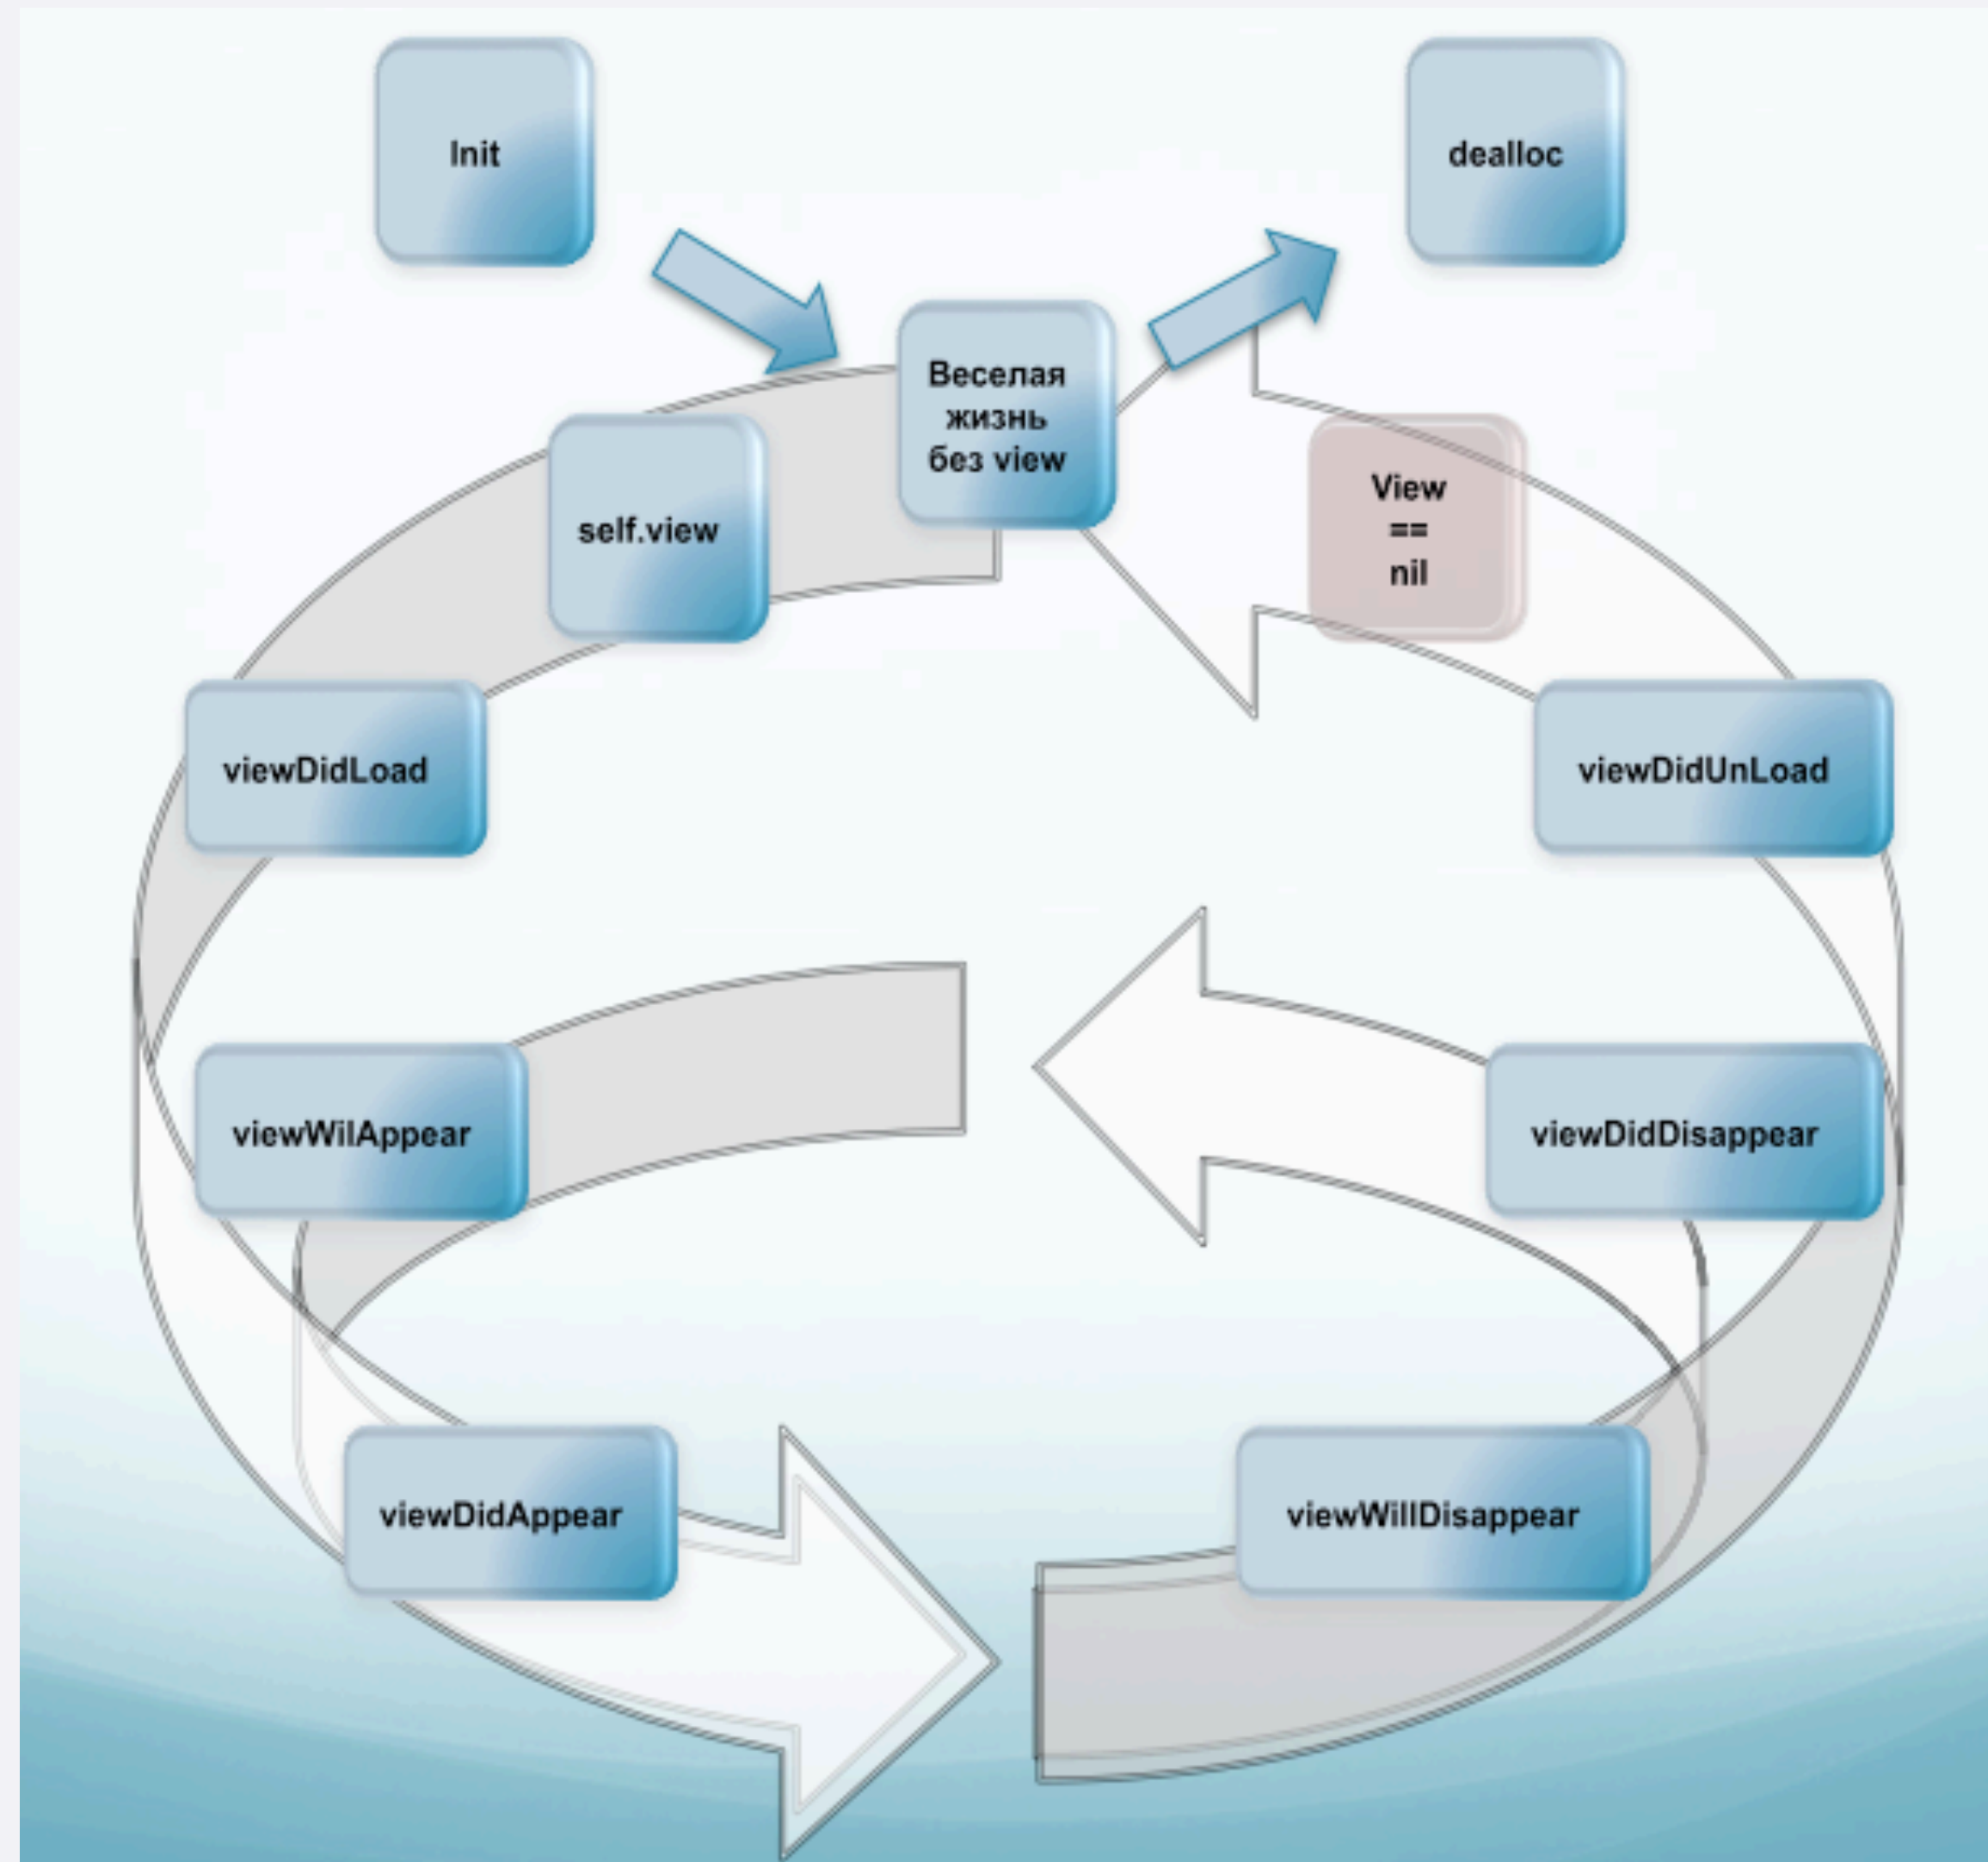 Init
dealloc
Веселая
жизнь
без view
self.view
View
==
nil
viewDidLoad
viewDidUnLoad
viewWilAppear
viewDidDisappear
viewDidAppear
viewWillDisappear